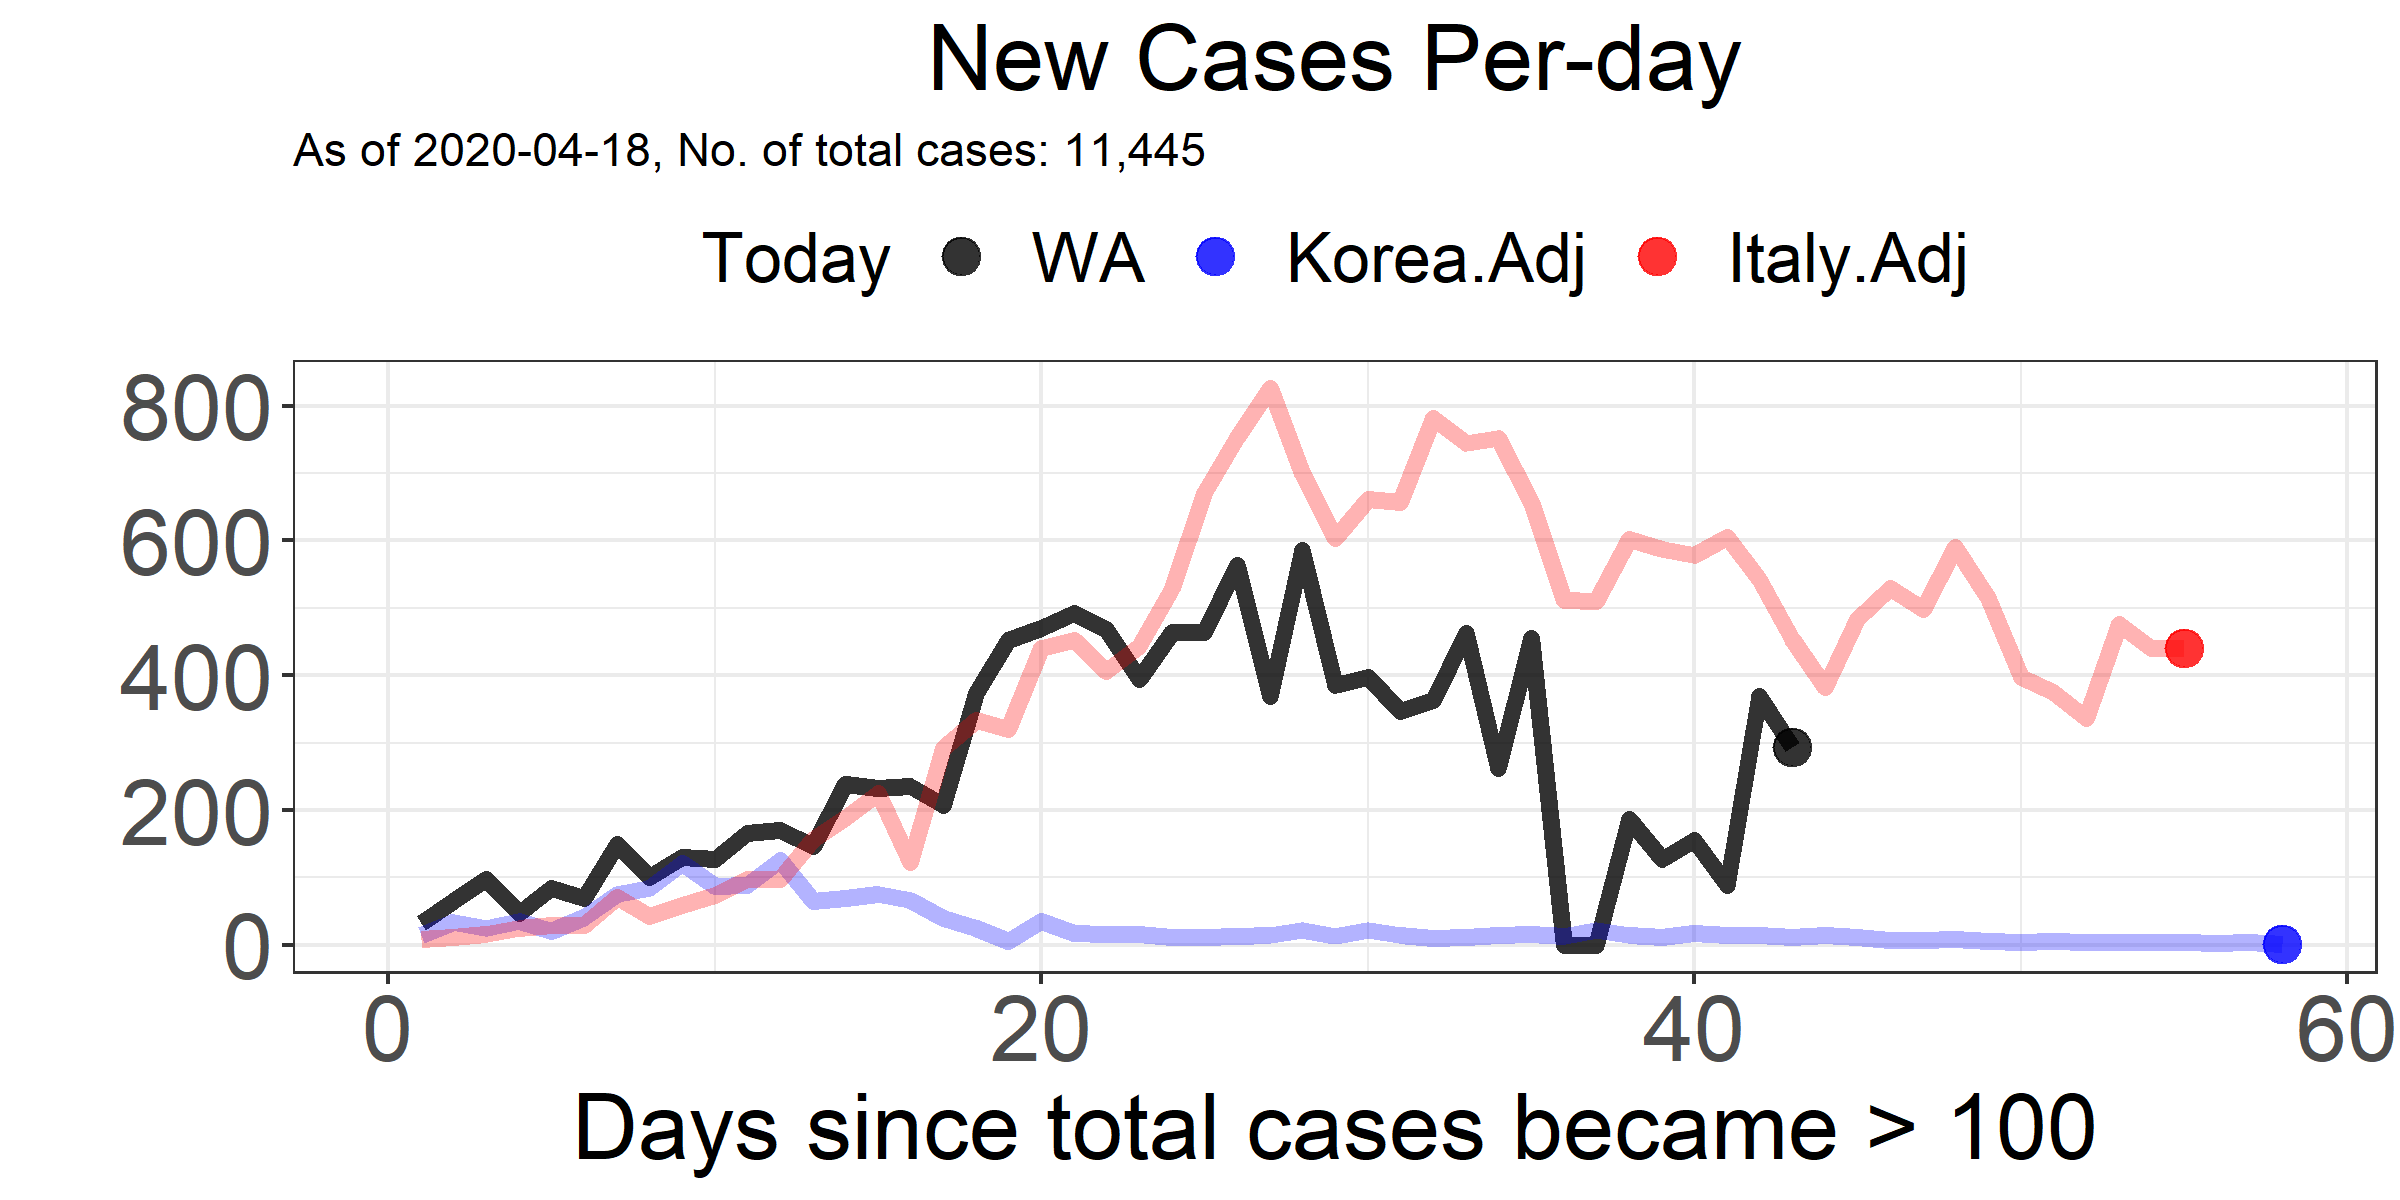 New Cases Per-day
As of 2020-04-18, No. of total cases: 11,445
Today WA Korea.Adj Italy.Adj
800
600
400
200
0
0 20 40 60
Days since total cases became > 100